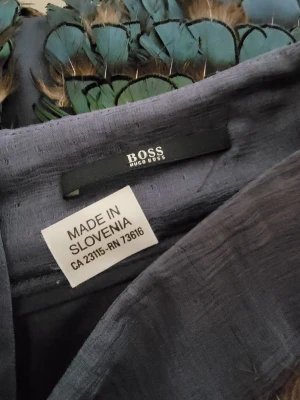 BOSS
HUGO BOSS
MADE IN
SLOVENIA
CA 23115-RN 73616